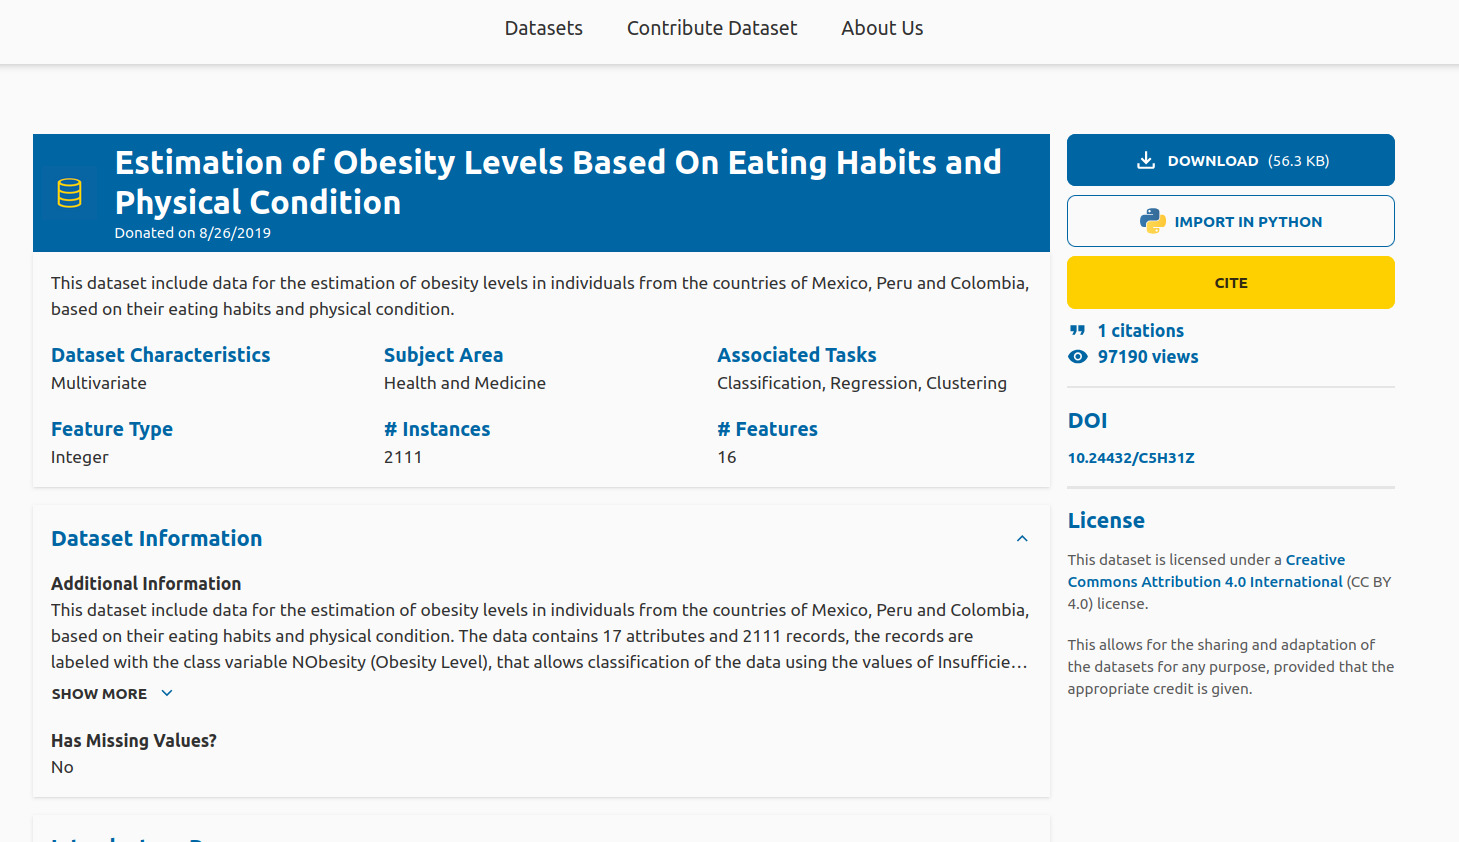 Datasets Contribute Dataset About Us
Estimation of Obesity Levels Based On Eating Habits and
Physical Condition
Donated on 8/26/2019
This dataset include data for the estimation of obesity levels in individuals from the countries of Mexico, Peru and Colombia,
based on their eating habits and physical condition.
Dataset Characteristics
Multivariate
Subject Area
Health and Medicine
Associated Tasks
Classification, Regression, Clustering
Feature Type
Integer
# Instances
2111
# Features
16
Dataset Information
Additional Information
This dataset include data for the estimation of obesity levels in individuals from the countries of Mexico, Peru and Colombia,
based on their eating habits and physical condition. The data contains 17 attributes and 2111 records, the records are
labeled with the class variable NObesity (Obesity Level), that allows classification of the data using the values of Insufficie…
SHOW MORE
Has Missing Values?
No
DOWNLOAD (56.3 KB)
IMPORT IN PYTHON
CITE
1 citations
97190 views
DOI
10.24432/C5H31Z
License
This dataset is licensed under a Creative
Commons Attribution 4.0 International (CC BY
4.0) license.
This allows for the sharing and adaptation of
the datasets for any purpose, provided that the
appropriate credit is given.